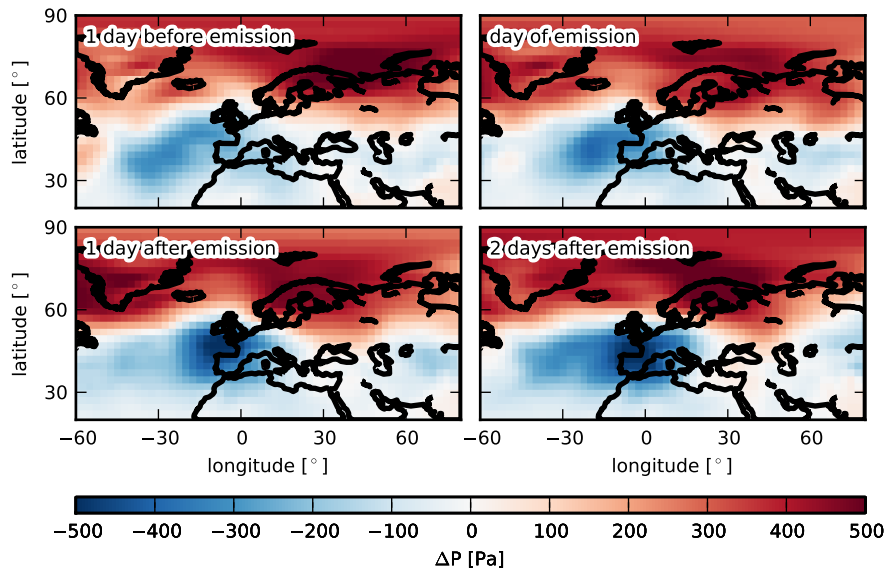 90
1 day before emission
day of emission
latitude [°]
60
30
90
1 day after emission
2 days after emission
latitude [°]
60
30
−60 −30 0 30 60 −60 −30 0 30 60
longitude [°] longitude [°]
−500 −400 −300 −200 −100 0 100 200 300 400 500
ΔP [Pa]